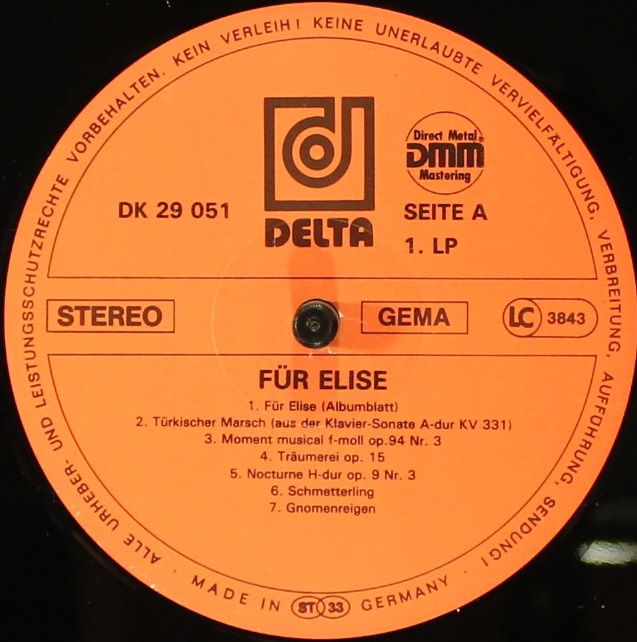 ALLE URHEBER- UND LEISTUNGSSCHUTZRECHTE VORBEHALTEN. KEIN VERLEIH! KEINE UNERLAUBTE VERVIELFÄLTIGUNG, VERBREITUNG, AUFFÜHRUNG, SENDUNG!
d
Direct Metal
DMM
Mastering
DK 29 051
DELTA
SEITE A
1. LP
STEREO
GEMA
LC 3843
FÜR ELISE
1. Für Elise (Albumblatt)
2. Türkischer Marsch (aus der Klavier-Sonate A-dur KV 331)
3. Moment musical f-moll op.94 Nr. 3
4. Träumerei op. 15
5. Nocturne H-dur op. 9 Nr. 3
6. Schmetterling
7. Gnomenreigen
· MADE IN ST 33 GERMANY ·